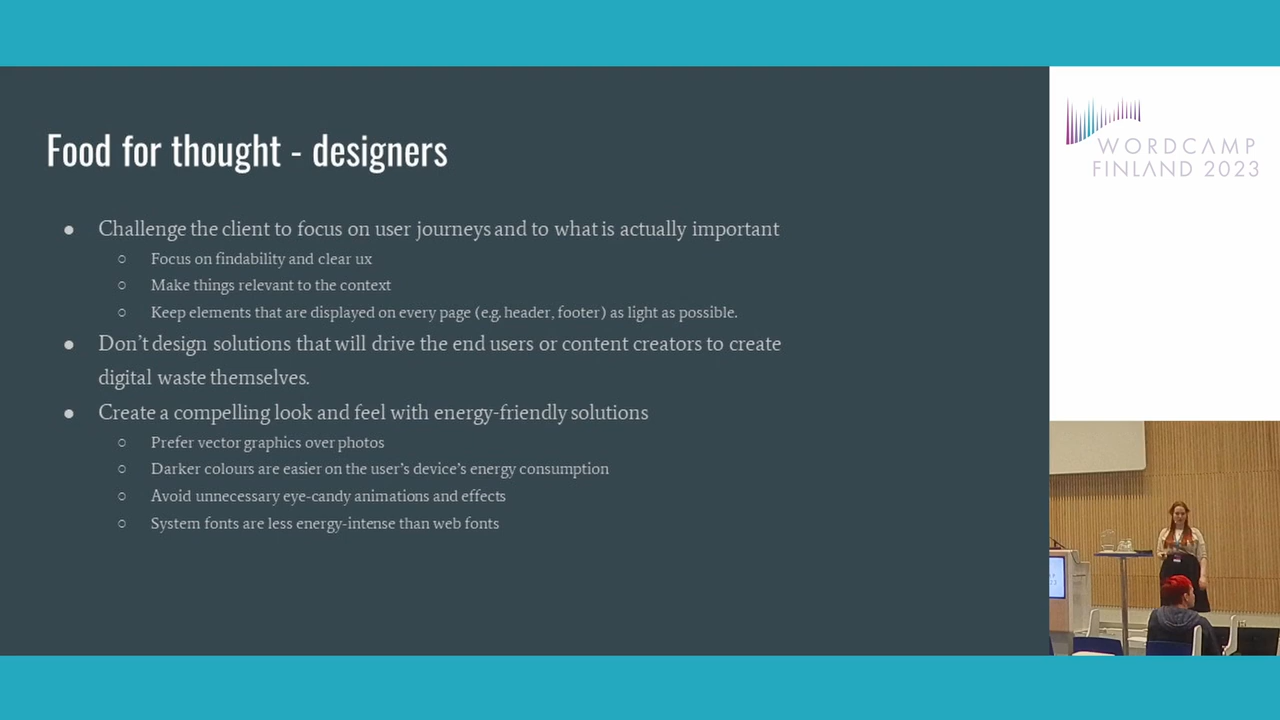 Food for thought - designers
● Challenge the client to focus on user journeys and to what is actually important
○ Focus on findability and clear ux
○ Make things relevant to the context
○ Keep elements that are displayed on every page (e.g. header, footer) as light as possible.
● Don't design solutions that will drive the end users or content creators to create
digital waste themselves.
● Create a compelling look and feel with energy-friendly solutions
○ Prefer vector graphics over photos
○ Darker colours are easier on the user's device's energy consumption
○ Avoid unnecessary eye-candy animations and effects
○ System fonts are less energy-intense than web fonts
WORDCAMP
FINLAND 2023